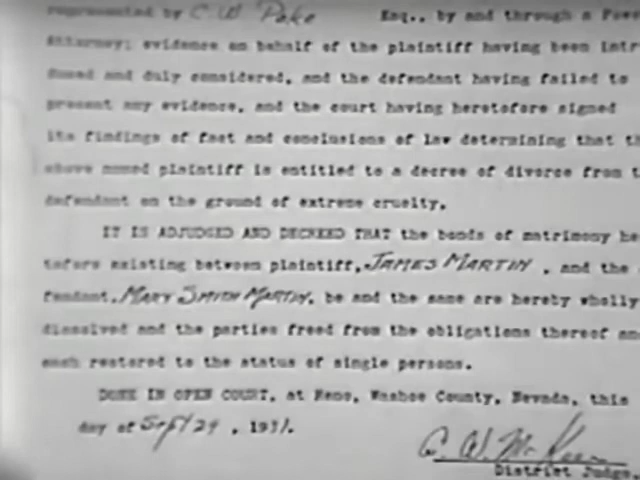 represented by C W Pake Esq., by and through a Power
Attorney; evidence on behalf of the plaintiff having been intr
duced and duly considered, and the defendant having failed to
present any evidence, and the court having heretofore signed
its findings of fact and conclusions of law determining that th
above named plaintiff is entitled to a decree of divorce from t
defendant on the ground of extreme cruelty.
IT IS ADJUDGED AND DECREED THAT the bonds of matrimony he
tofore existing between plaintiff, JAMES MARTIN, and the
fendant, MARY SMITH MARTIN, be and the same are hereby wholly
dissolved and the parties freed from the obligations thereof an
each restored to the status of single persons.
DONE IN OPEN COURT, at Reno, Washoe County, Nevada, this
day of Sept 29, 1931.
C. W. McKeen
District Judge.